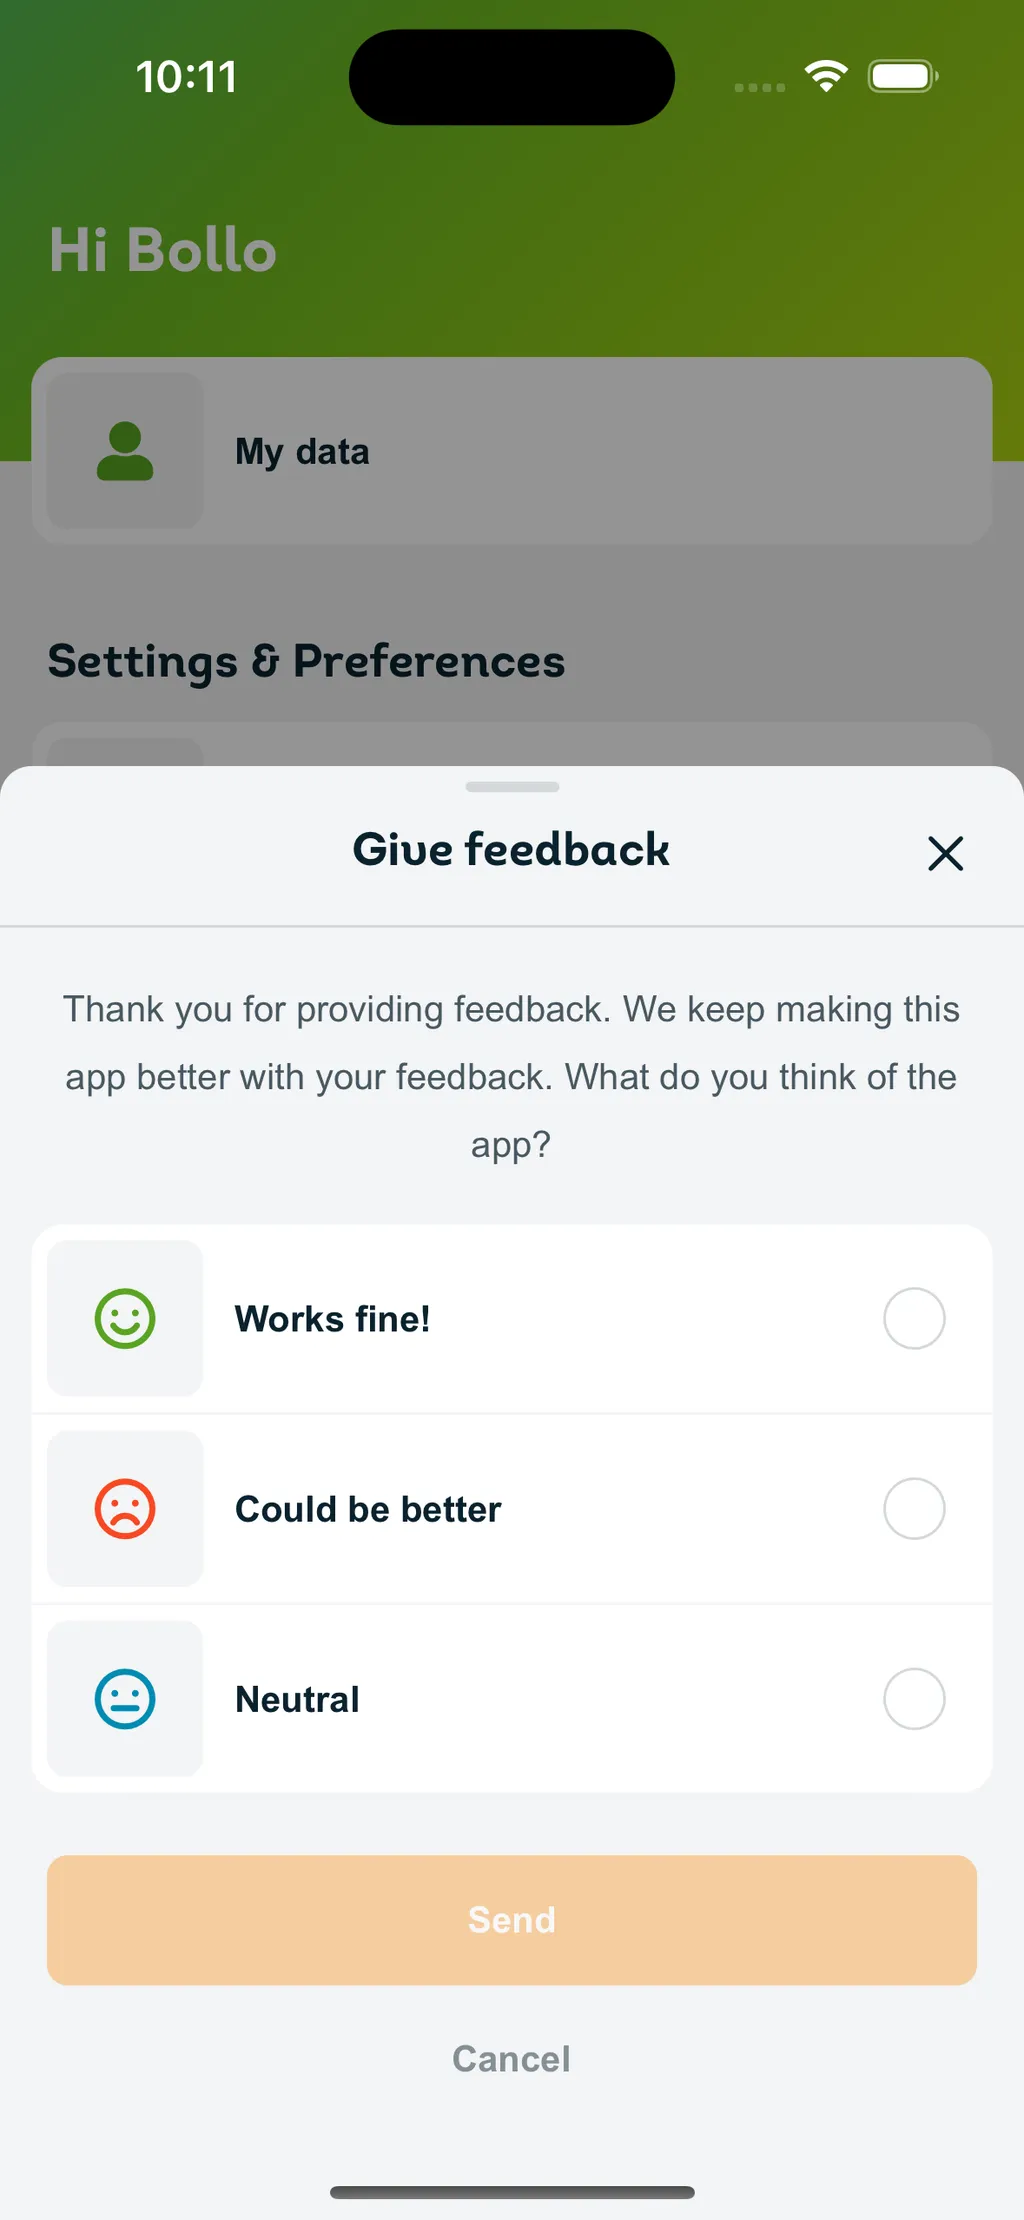 10:11
Hi Bollo
My data
Settings & Preferences
Give feedback
Thank you for providing feedback. We keep making this
app better with your feedback. What do you think of the
app?
Works fine!
Could be better
Neutral
Send
Cancel